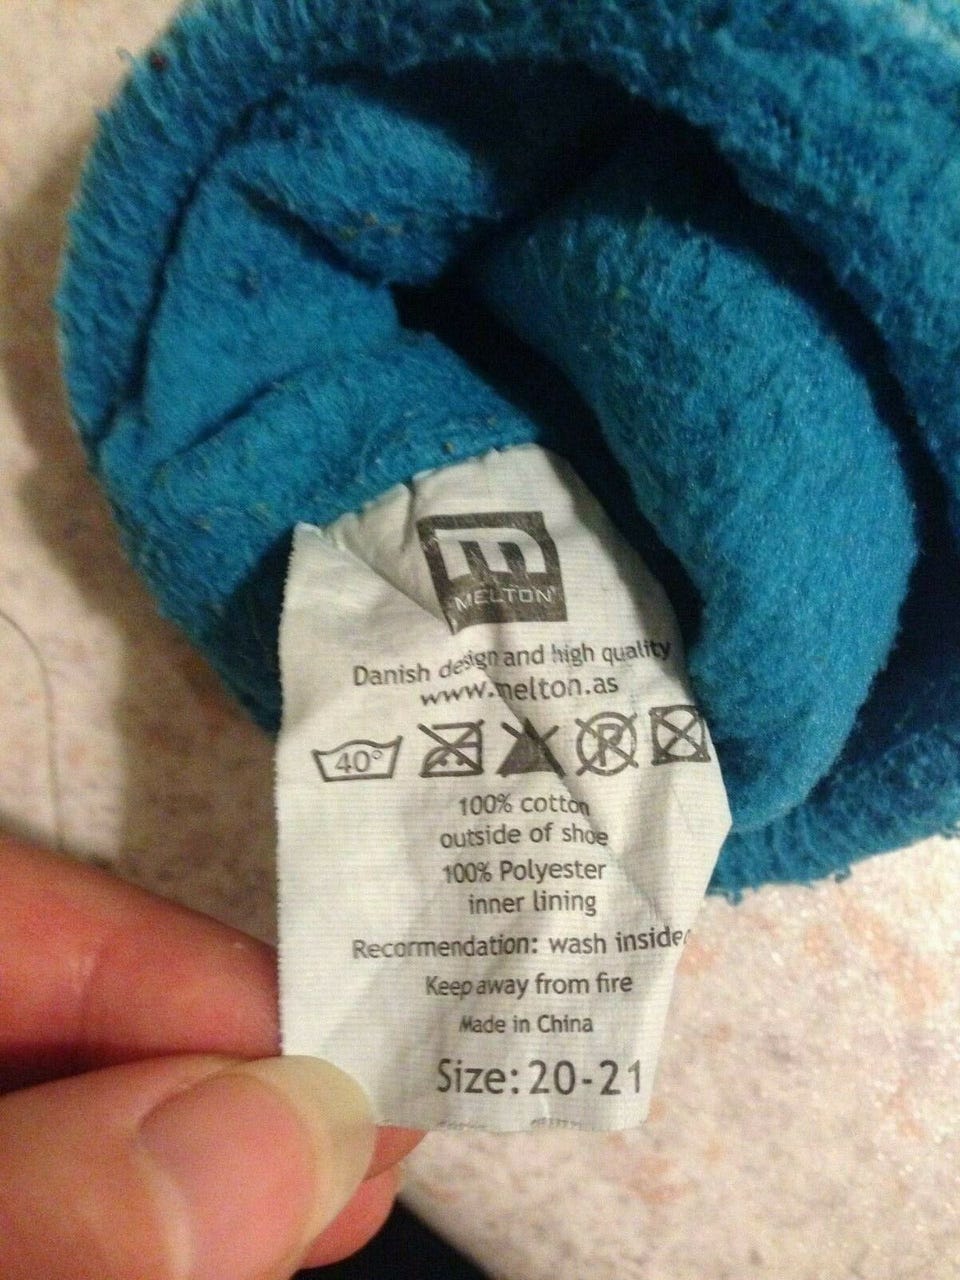 MELTON
Danish design and high quality
www.melton.as
40°
P
100% cotton
outside of shoe
100% Polyester
inner lining
Recommendation: wash inside
Keep away from fire
Made in China
Size: 20-21